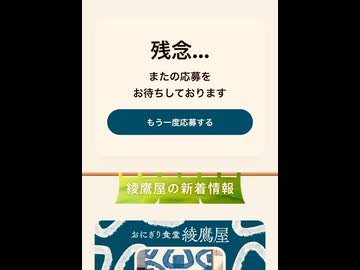 残念...
またの応募を
お待ちしております
もう一度応募する
綾鷹屋の新着情報
おにぎり食堂 綾鷹屋